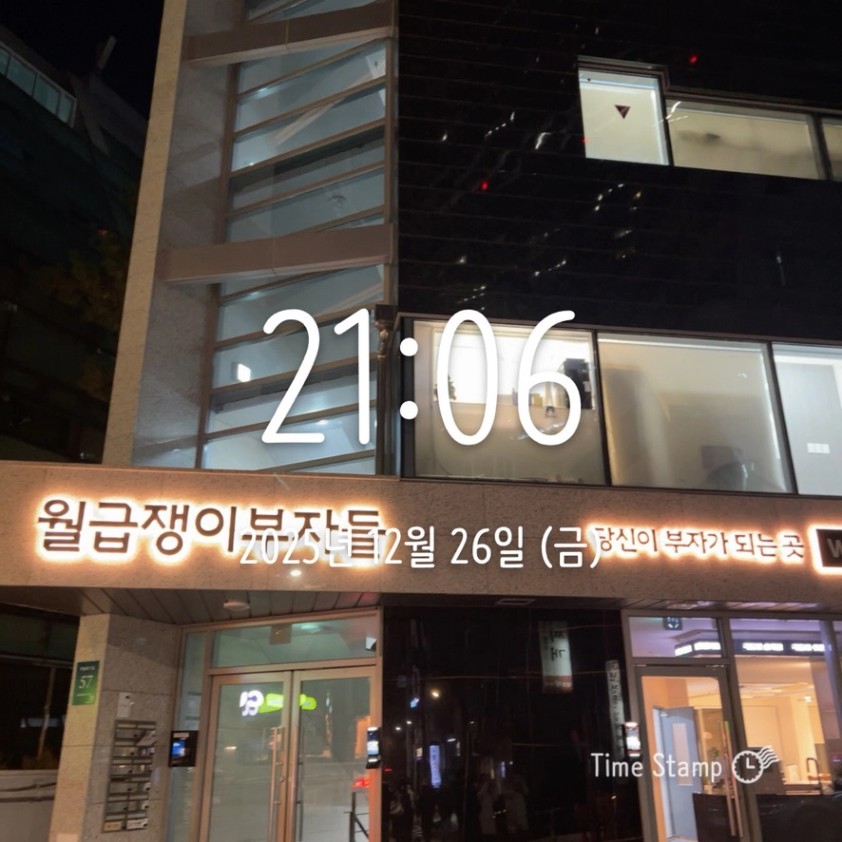 21:06
월급쟁이부자들
당신이 부자가 되는 곳
W
2025년 12월 26일 (금)
57
Time Stamp